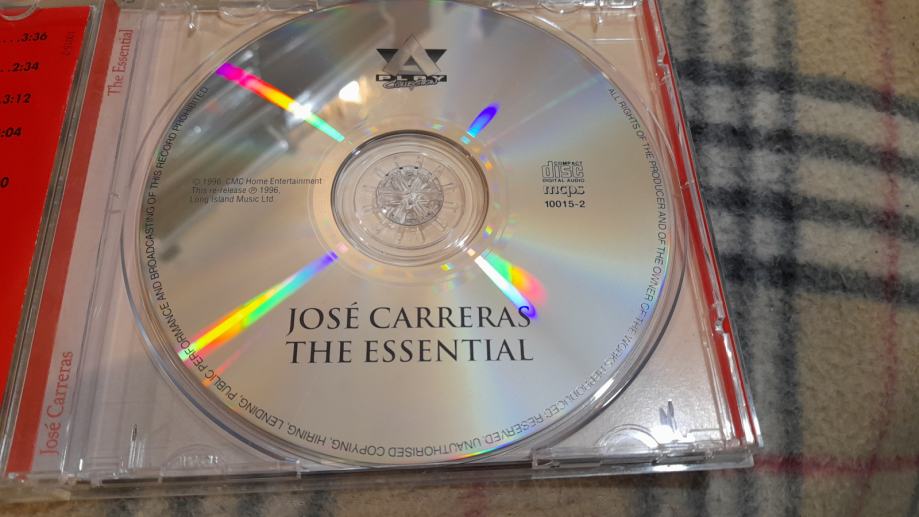 ...3:36
..2:34
.3:12
:04
0
The Essential
José Carreras
PLAY
COLLECTION
© 1996, CMC Home Entertainment
This re-release ℗ 1996,
Long Island Music Ltd.
COMPACT
disc
DIGITAL AUDIO
mcps
10015-2
JOSÉ CARRERAS
THE ESSENTIAL
ALL RIGHTS OF THE PRODUCER AND OF THE OWNER OF THE WORKS REPRODUCED RESERVED. UNAUTHORISED COPYING, HIRING, LENDING, PUBLIC PERFORMANCE AND BROADCASTING OF THIS RECORD PROHIBITED